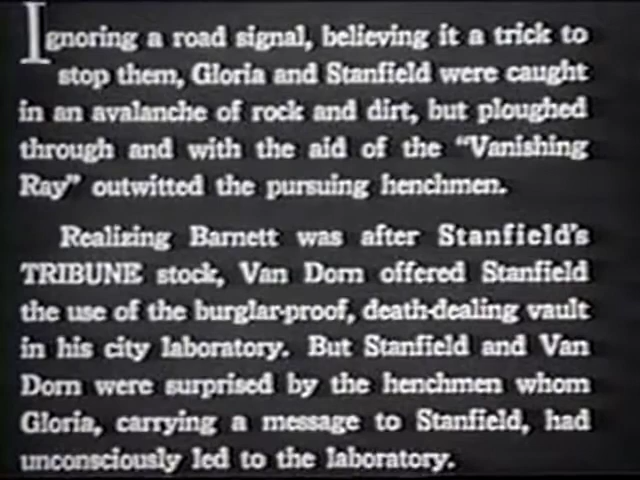 Ignoring a road signal, believing it a trick to
stop them, Gloria and Stanfield were caught
in an avalanche of rock and dirt, but ploughed
through and with the aid of the "Vanishing
Ray" outwitted the pursuing henchmen.
Realizing Barnett was after Stanfield's
TRIBUNE stock, Van Dorn offered Stanfield
the use of the burglar-proof, death-dealing vault
in his city laboratory. But Stanfield and Van
Dorn were surprised by the henchmen whom
Gloria, carrying a message to Stanfield, had
unconsciously led to the laboratory.